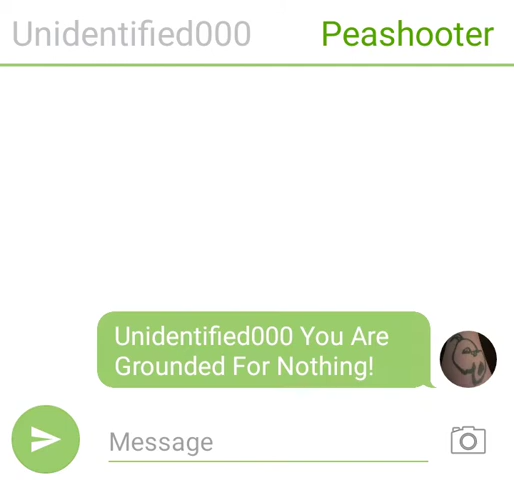 Unidentified000 Peashooter
Unidentified000 You Are
Grounded For Nothing!
Message